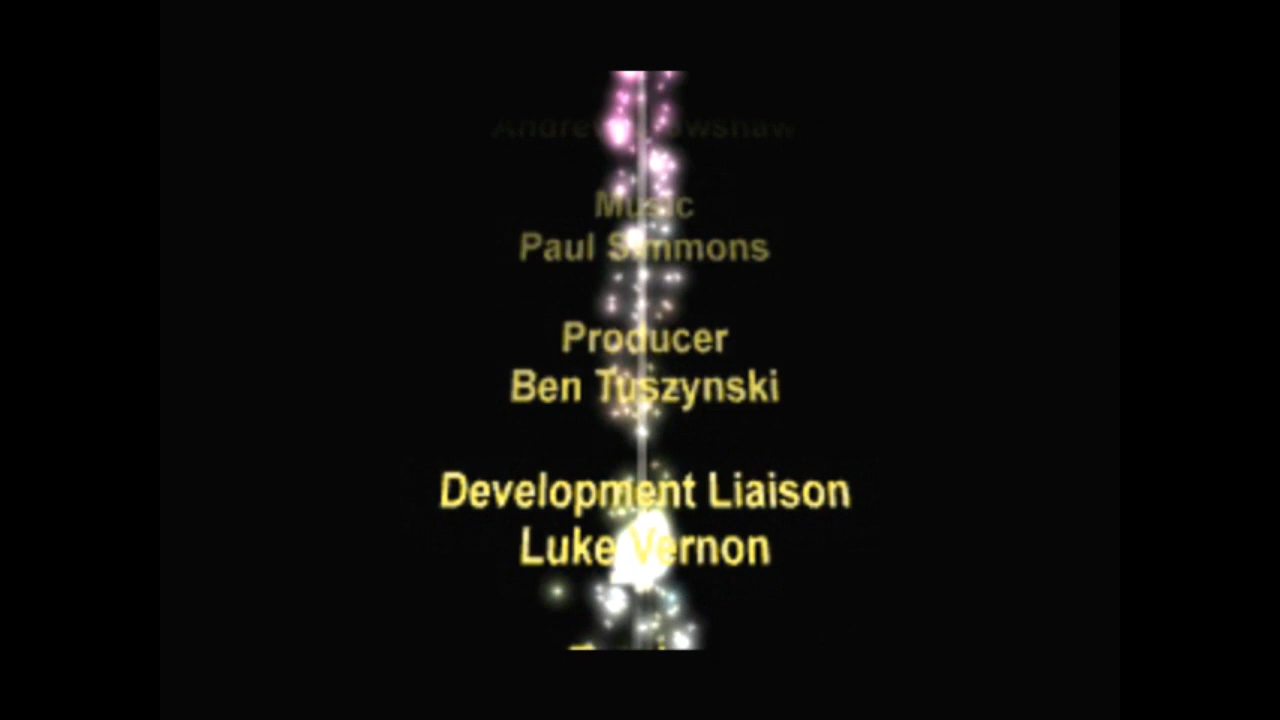 Music
Paul Simmons
Producer
Ben Tuszynski
Development Liaison
Luke Vernon